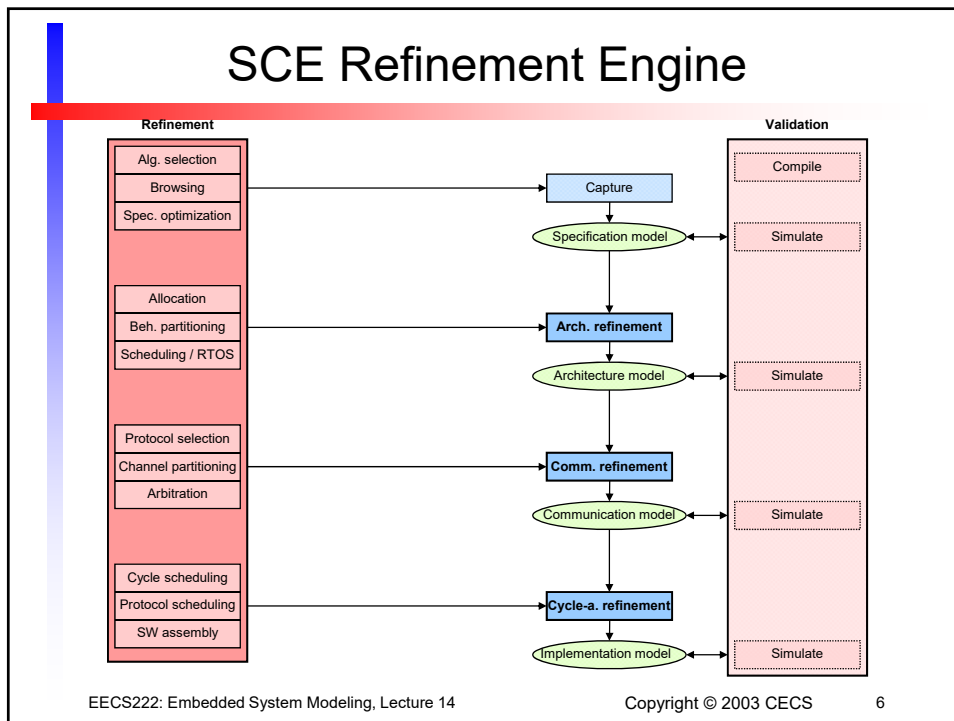 SCE Refinement Engine
Refinement
Validation
Alg. selection
Browsing
Spec. optimization
Capture
Compile
Specification model
Simulate
Allocation
Beh. partitioning
Scheduling / RTOS
Arch. refinement
Architecture model
Simulate
Protocol selection
Channel partitioning
Arbitration
Comm. refinement
Communication model
Simulate
Cycle scheduling
Protocol scheduling
SW assembly
Cycle-a. refinement
Implementation model
Simulate
EECS222: Embedded System Modeling, Lecture 14
Copyright © 2003 CECS
6